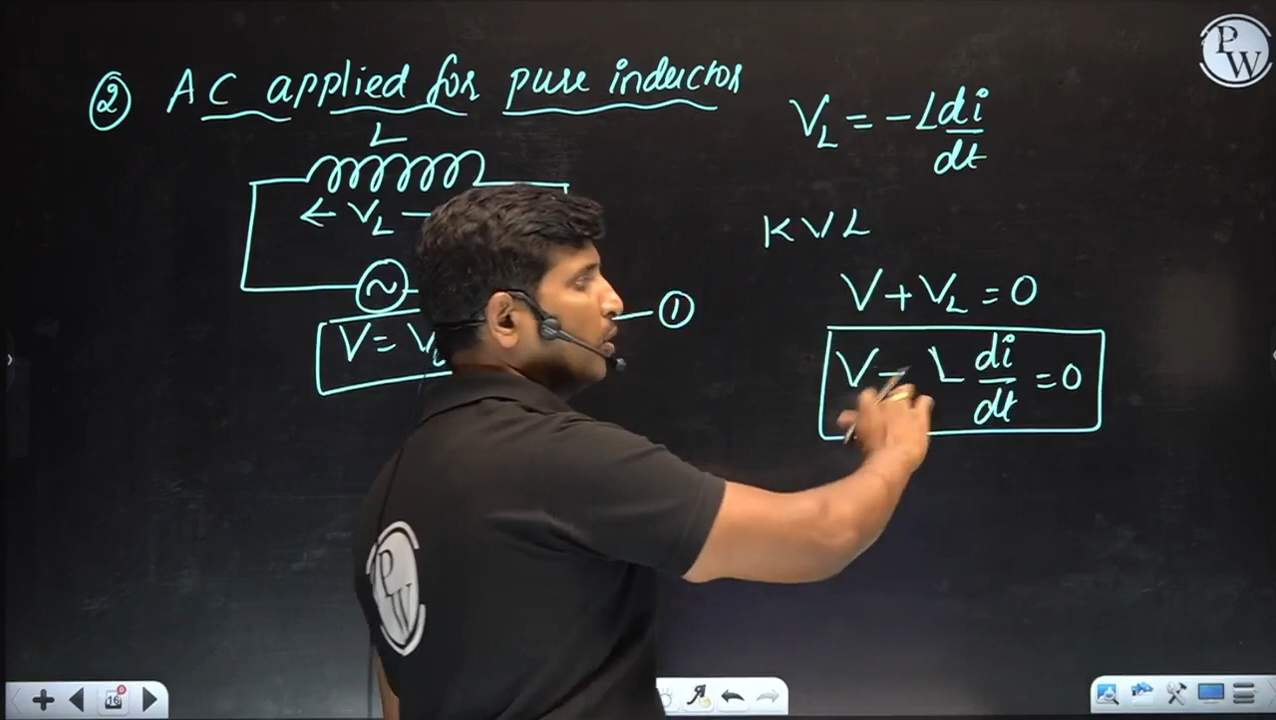 ② AC applied for pure inductor
L
← V_L –
~
V = V
— ①
V_L = -L di/dt
KVL
V + V_L = 0
V - L di/dt = 0
PW
PW
16